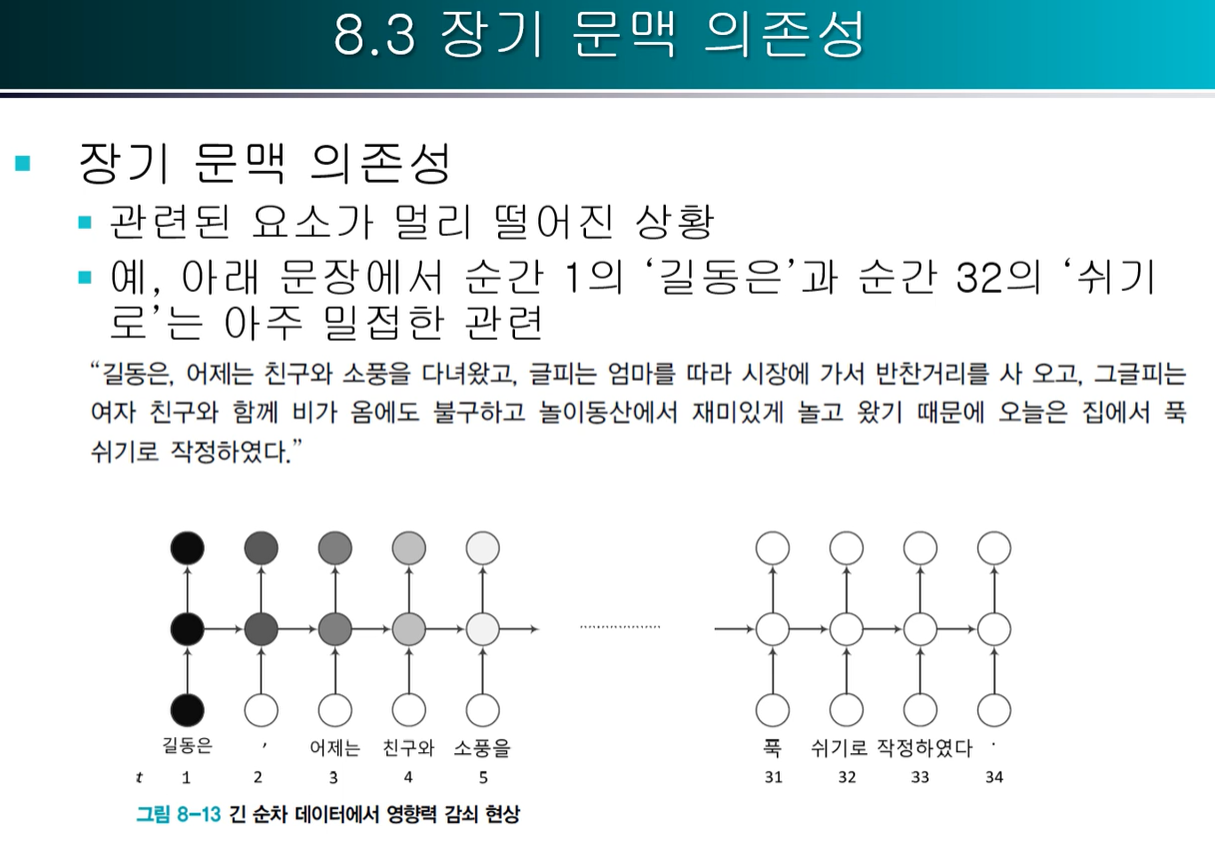 8.3 장기 문맥 의존성
장기 문맥 의존성
관련된 요소가 멀리 떨어진 상황
예, 아래 문장에서 순간 1의 ‘길동은’과 순간 32의 ‘쉬기
로’는 아주 밀접한 관련
“길동은, 어제는 친구와 소풍을 다녀왔고, 글피는 엄마를 따라 시장에 가서 반찬거리를 사 오고, 그글피는
여자 친구와 함께 비가 옴에도 불구하고 놀이동산에서 재미있게 놀고 왔기 때문에 오늘은 집에서 푹
쉬기로 작정하였다.”
길동은 , 어제는 친구와 소풍을 푹 쉬기로 작정하였다 .
t 1 2 3 4 5 31 32 33 34
그림 8-13 긴 순차 데이터에서 영향력 감쇠 현상